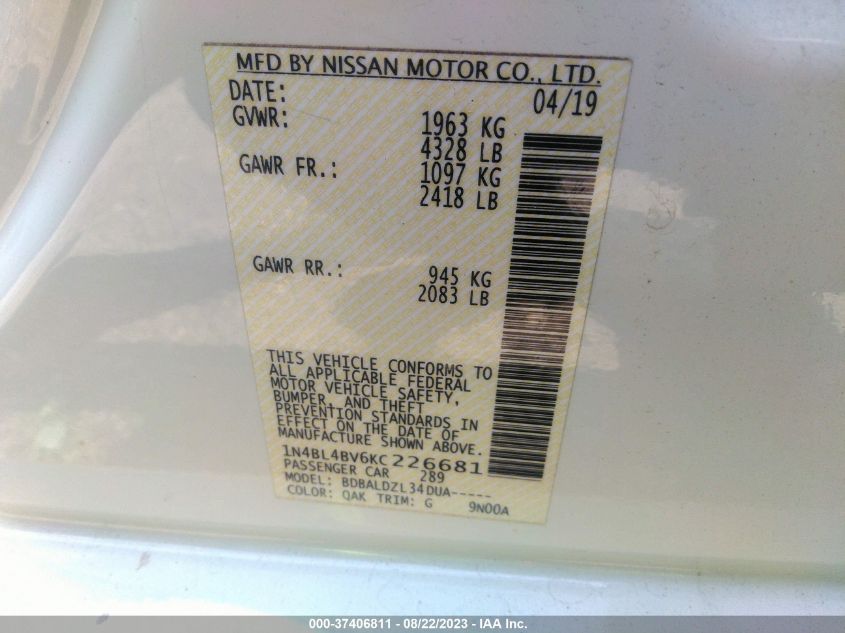 MFD BY NISSAN MOTOR CO., LTD.
DATE: 04/19
GVWR: 1963 KG
4328 LB
GAWR FR.: 1097 KG
2418 LB
GAWR RR.: 945 KG
2083 LB
THIS VEHICLE CONFORMS TO
ALL APPLICABLE FEDERAL
MOTOR VEHICLE SAFETY,
BUMPER, AND THEFT
PREVENTION STANDARDS IN
EFFECT ON THE DATE OF
MANUFACTURE SHOWN ABOVE.
1N4BL4BV6KC226681
PASSENGER CAR 289
MODEL: BDBALDZL34DUA-----
COLOR: QAK TRIM: G 9N00A
000-37406811 - 08/22/2023 - IAA Inc.